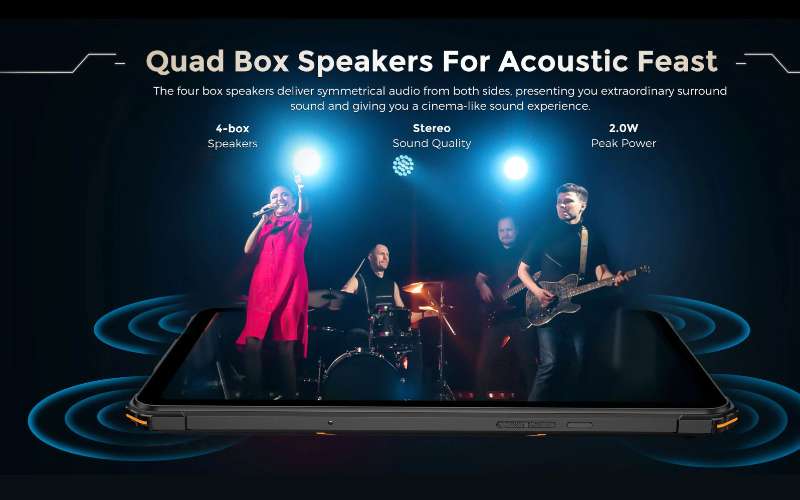 Quad Box Speakers For Acoustic Feast
The four box speakers deliver symmetrical audio from both sides, presenting you extraordinary surround
sound and giving you a cinema-like sound experience.
4-box Stereo 2.0W
Speakers Sound Quality Peak Power